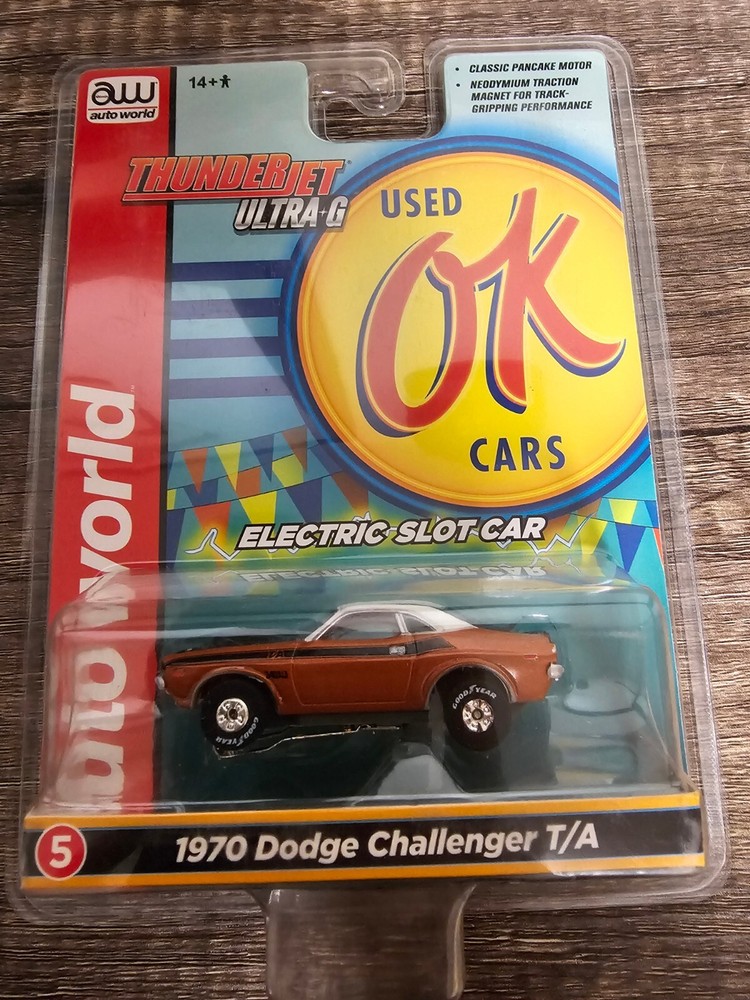 aw
auto world
14+
• CLASSIC PANCAKE MOTOR
• NEODYMIUM TRACTION
MAGNET FOR TRACK-
GRIPPING PERFORMANCE
THUNDERJET
ULTRA-G
USED
OK
CARS
auto world
ELECTRIC SLOT CAR
T/A
GOODYEAR
GOODYEAR
5
1970 Dodge Challenger T/A